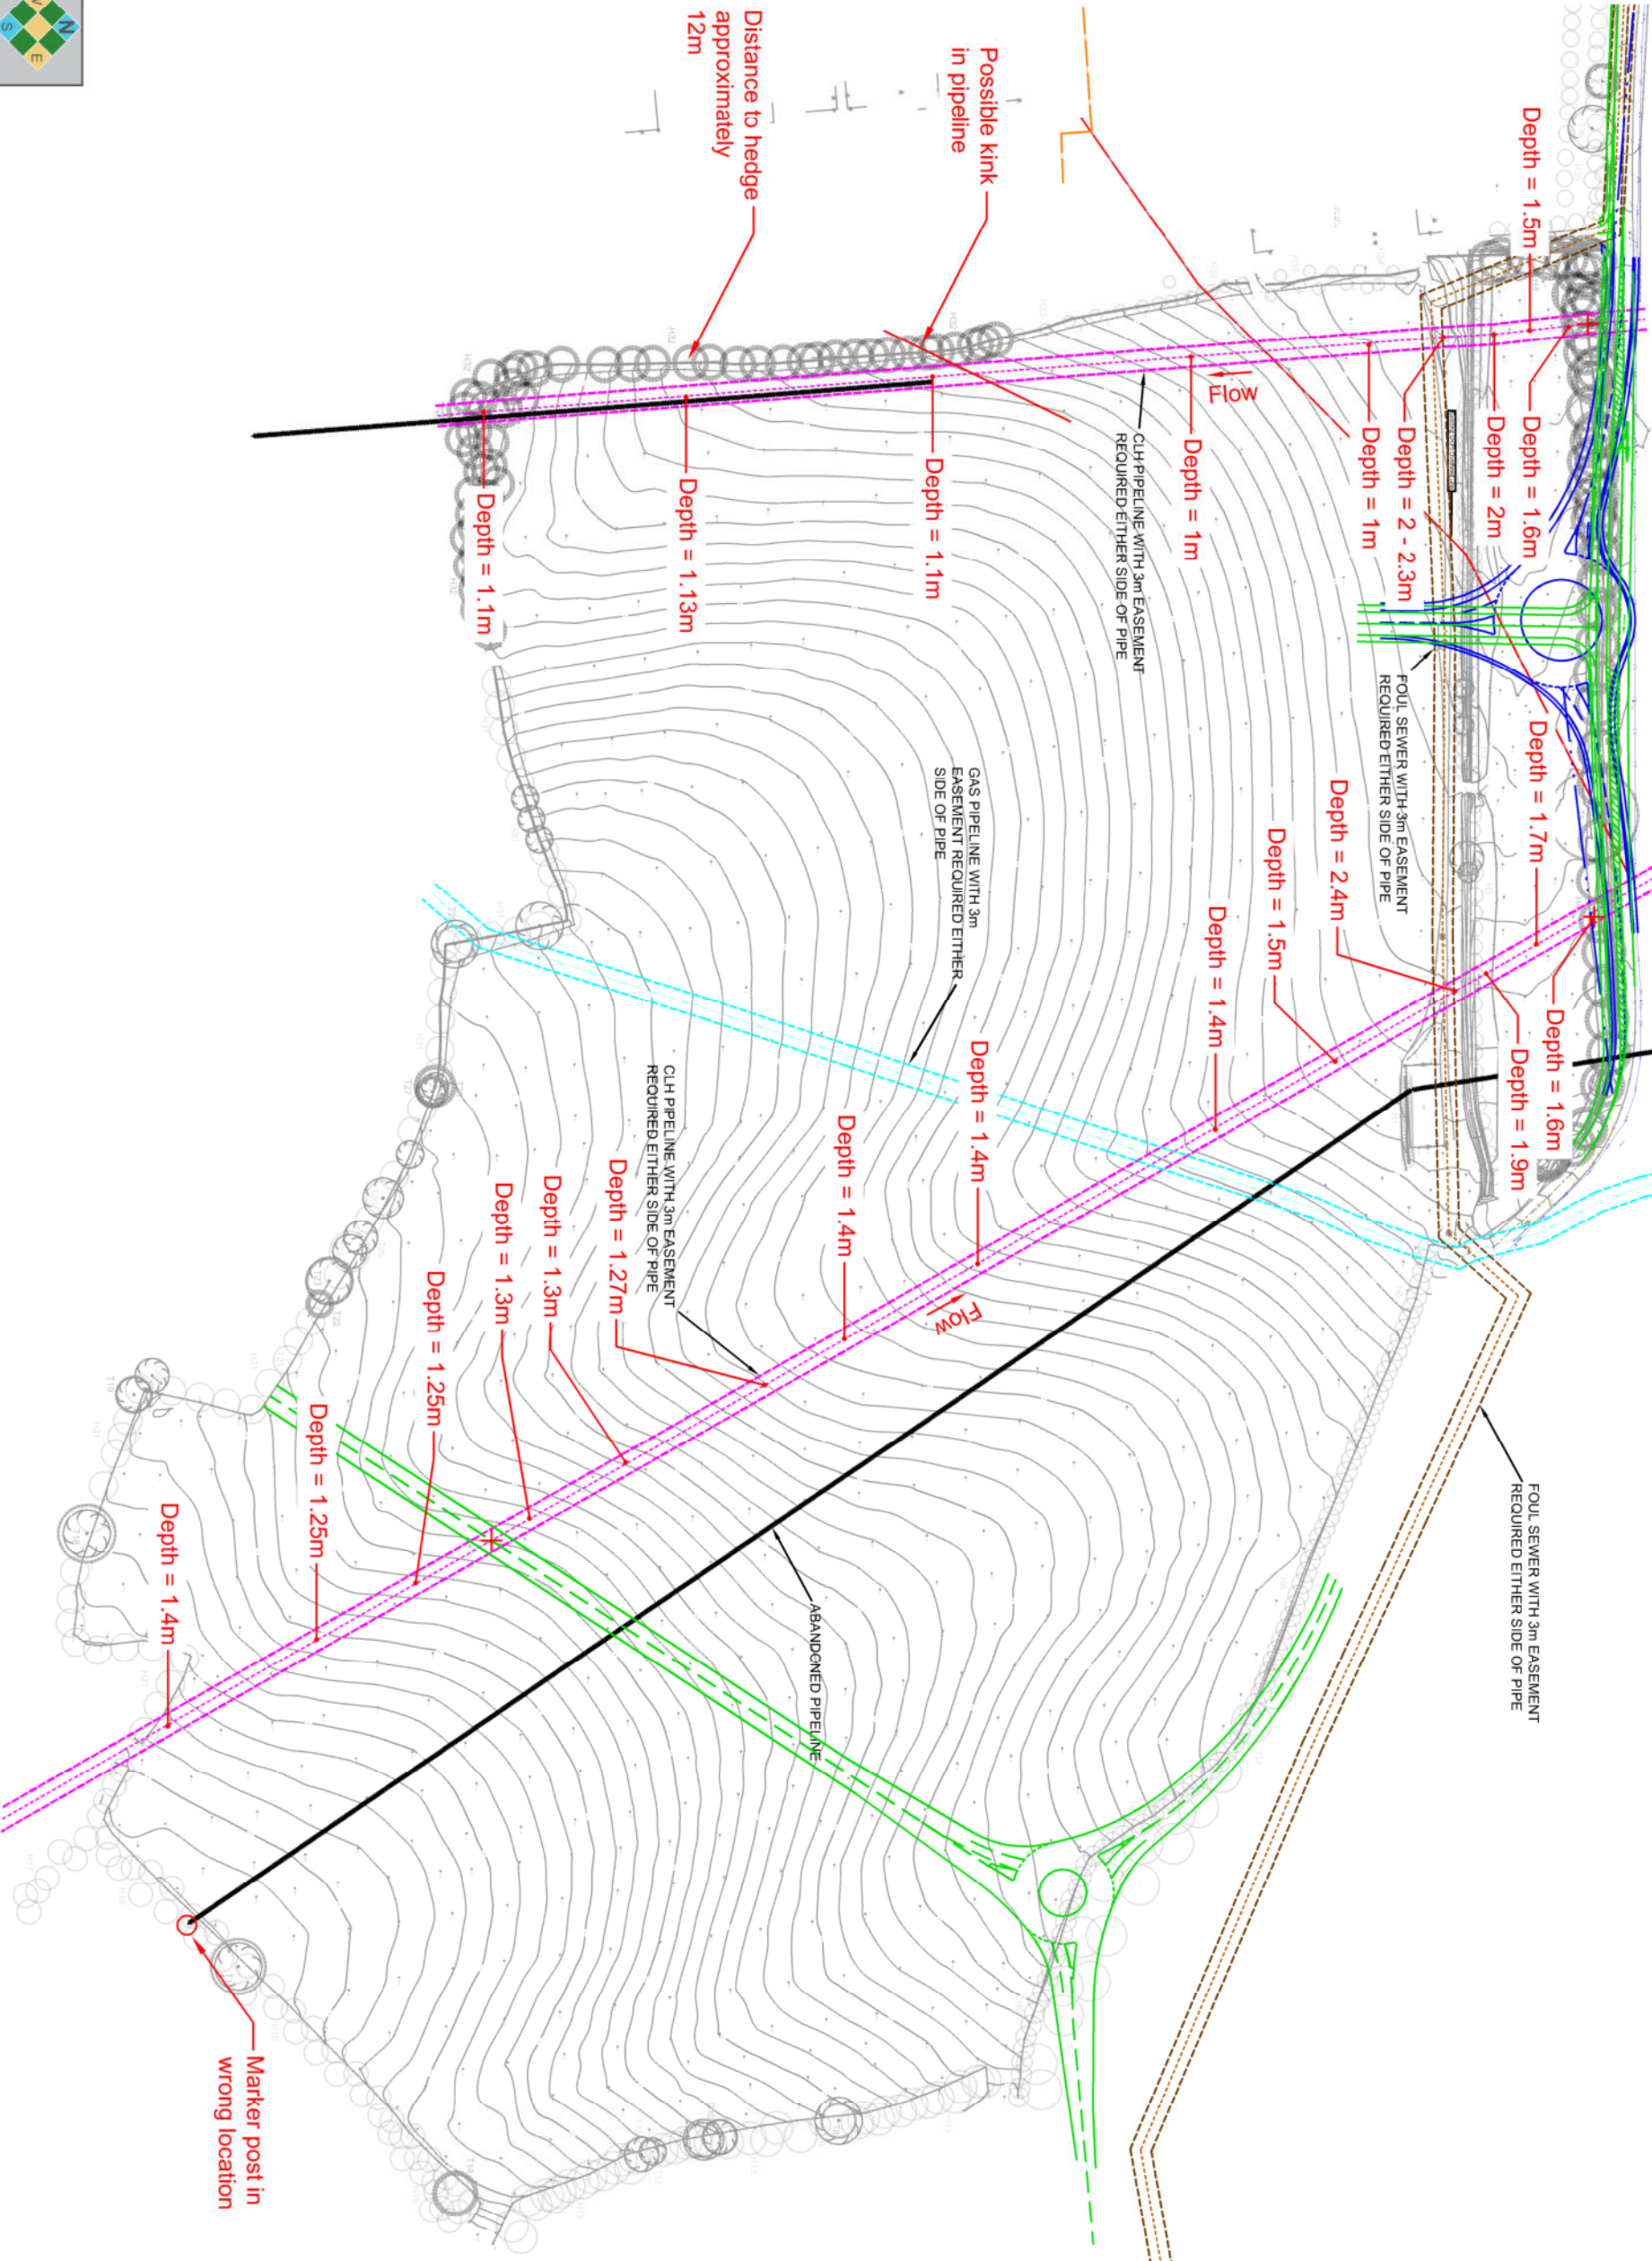 Depth = 1.5m
Depth = 1.6m
Depth = 2m
Depth = 2 - 2.3m
Depth = 1m
Depth = 1m
Flow
CLH PIPELINE WITH 3m EASEMENT
REQUIRED EITHER SIDE OF PIPE
Possible kink
in pipeline
Depth = 1.1m
Distance to hedge
approximately
12m
Depth = 1.13m
Depth = 1.1m
FOUL SEWER WITH 3m EASEMENT
REQUIRED EITHER SIDE OF PIPE
Depth = 1.7m
Depth = 1.6m
Depth = 1.9m
Depth = 2.4m
Depth = 1.5m
Depth = 1.4m
GAS PIPELINE WITH 3m
EASEMENT REQUIRED EITHER
SIDE OF PIPE
Depth = 1.4m
Flow
Depth = 1.4m
CLH PIPELINE WITH 3m EASEMENT
REQUIRED EITHER SIDE OF PIPE
Depth = 1.27m
Depth = 1.3m
Depth = 1.3m
Depth = 1.25m
Depth = 1.25m
Depth = 1.4m
FOUL SEWER WITH 3m EASEMENT
REQUIRED EITHER SIDE OF PIPE
ABANDONED PIPELINE
Marker post in
wrong location
H32
H32
H32
T22
T19
N
E
S